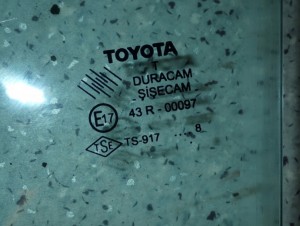 TOYOTA
T
DURACAM
ŞİŞECAM
E17 43 R - 00097
TSE TS-917 .... 8